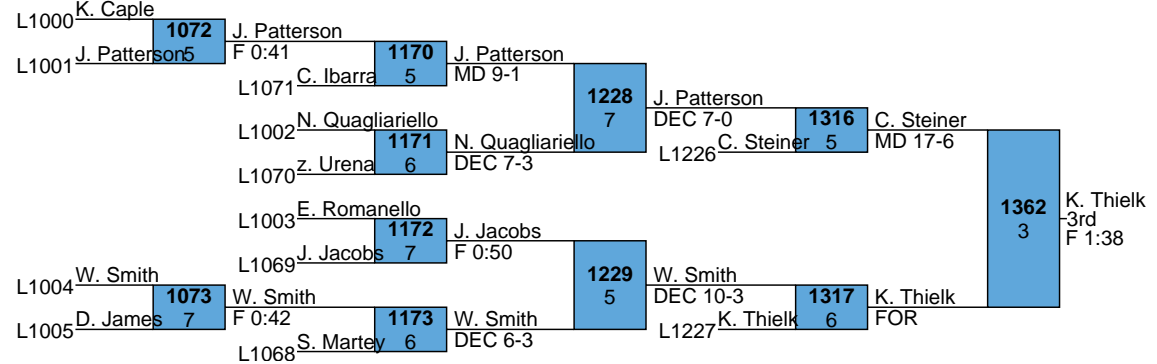 L1000 K. Caple
1072
5
L1001 J. Patterson
J. Patterson
F 0:41
1170
5
L1071 C. Ibarra
J. Patterson
MD 9-1
1228
7
L1002 N. Quagliariello
1171
6
L1070 z. Urena
N. Quagliariello
DEC 7-3
J. Patterson
DEC 7-0
1316
5
L1226 C. Steiner
C. Steiner
MD 17-6
1362
3
K. Thielk
3rd
F 1:38
L1003 E. Romanello
1172
7
L1069 J. Jacobs
J. Jacobs
F 0:50
1229
5
L1004 W. Smith
1073
7
L1005 D. James
W. Smith
F 0:42
1173
6
L1068 S. Martey
W. Smith
DEC 6-3
W. Smith
DEC 10-3
1317
6
L1227 K. Thielk
K. Thielk
FOR